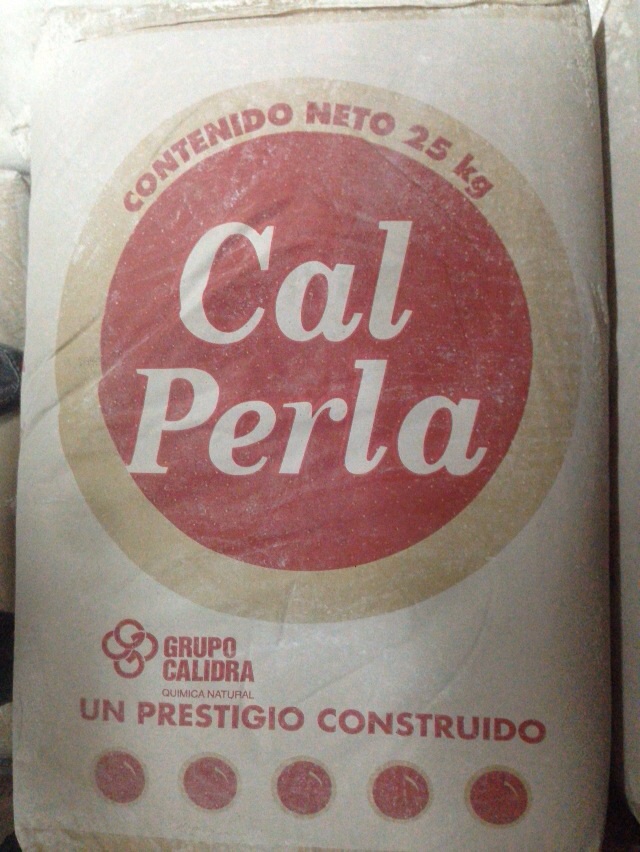 CONTENIDO NETO 25 kg
Cal
Perla
GRUPO
CALIDRA
QUIMICA NATURAL
UN PRESTIGIO CONSTRUIDO